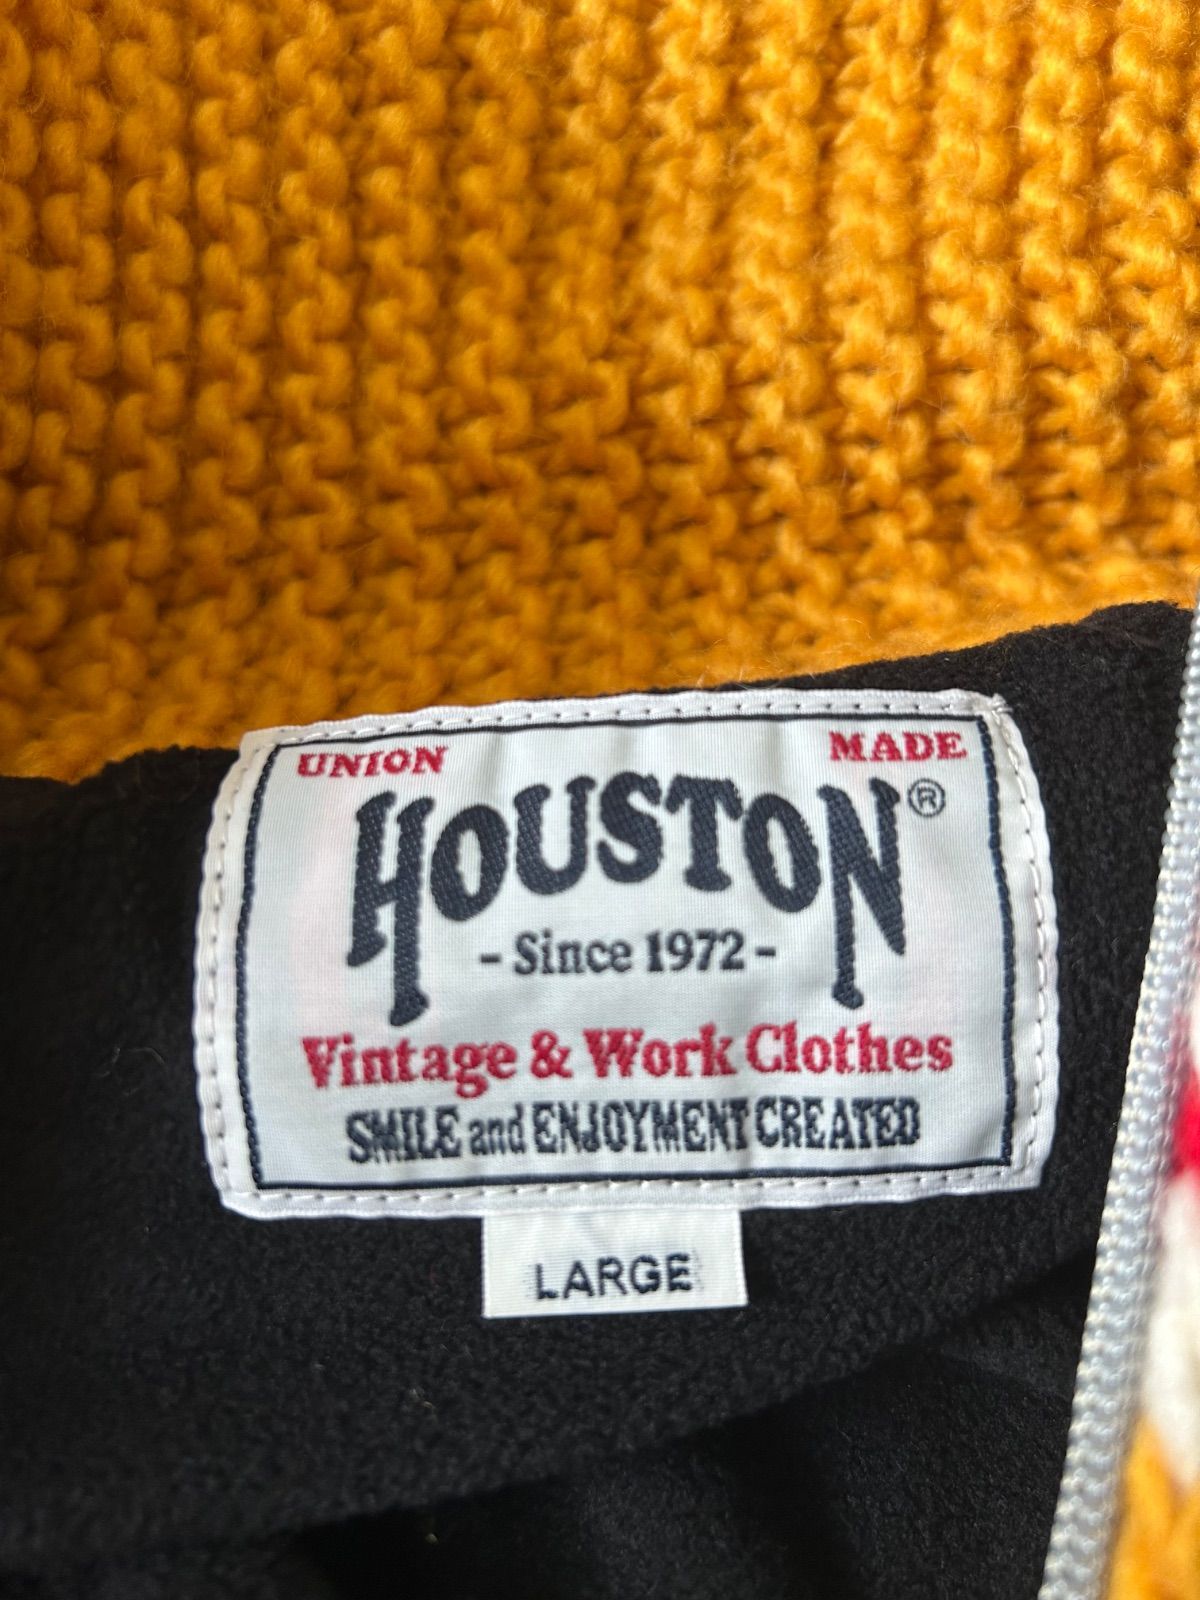 UNION MADE
HOUSTON®
- Since 1972 -
Vintage & Work Clothes
SMILE and ENJOYMENT CREATED
LARGE